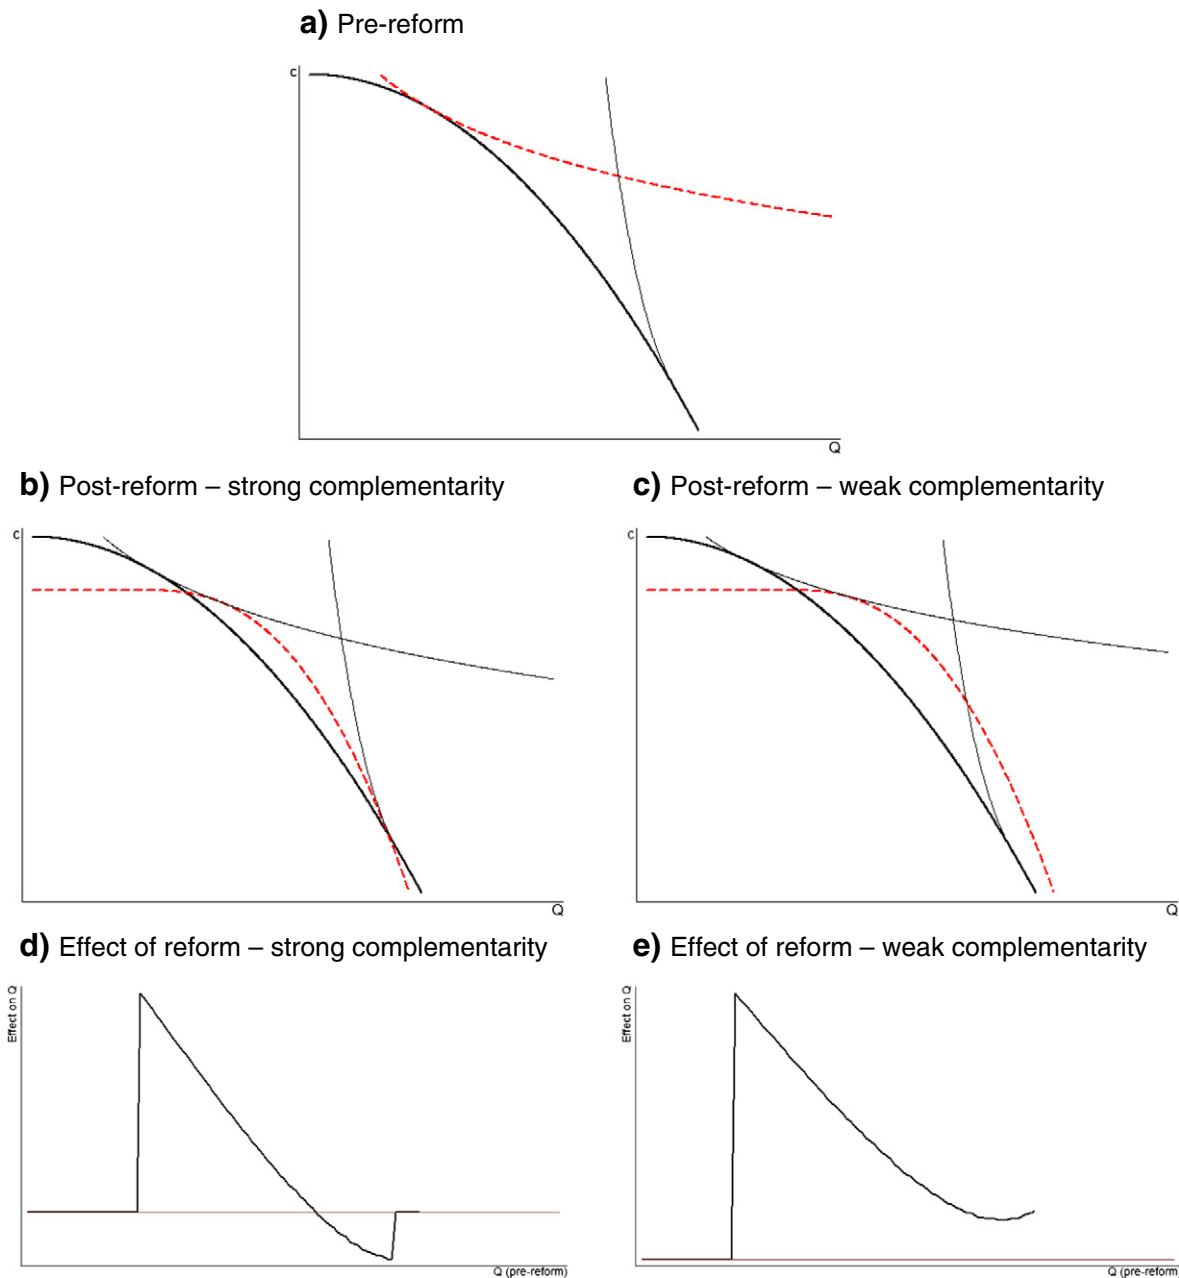 a) Pre-reform
c
Q
b) Post-reform – strong complementarity
c) Post-reform – weak complementarity
c
Q
c
Q
d) Effect of reform – strong complementarity
e) Effect of reform – weak complementarity
Effect on Q
Q (pre-reform)
Effect on Q
Q (pre-reform)